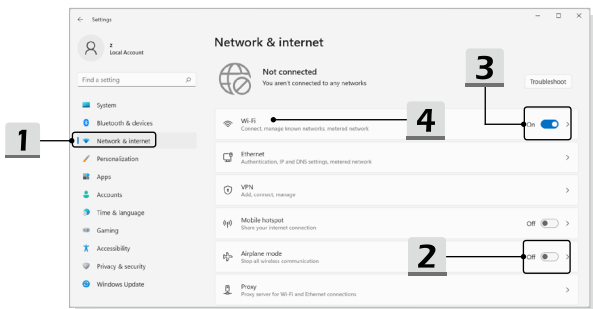 Settings
z
Local Account
Find a setting
System
Bluetooth & devices
Network & internet
Personalization
Apps
Accounts
Time & language
Gaming
Accessibility
Privacy & security
Windows Update
Network & internet
Not connected
You aren't connected to any networks
Troubleshoot
Wi-Fi
Connect, manage known networks, metered network
On
Ethernet
Authentication, IP and DNS settings, metered network
VPN
Add, connect, manage
Mobile hotspot
Share your internet connection
Off
Airplane mode
Stop all wireless communication
Off
Proxy
Proxy server for Wi-Fi and Ethernet connections
1
2
3
4